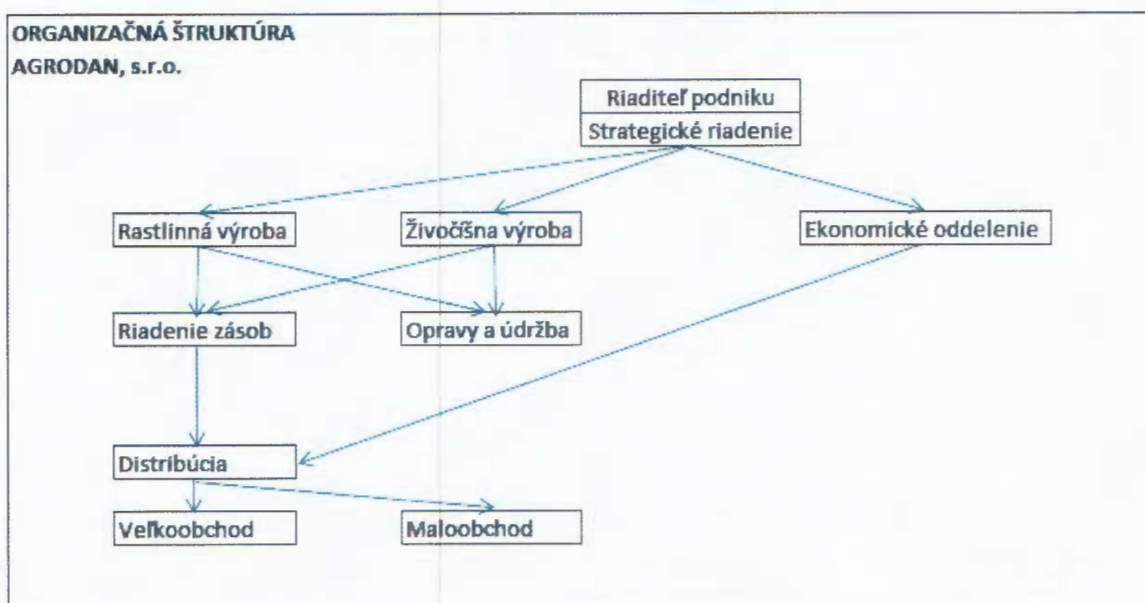 ORGANIZAČNÁ ŠTRUKTÚRA
AGRODAN, s.r.o.
Riaditeľ podniku
Strategické riadenie
Rastlinná výroba
Živočíšna výroba
Ekonomické oddelenie
Riadenie zásob
Opravy a údržba
Distribúcia
Veľkoobchod
Maloobchod